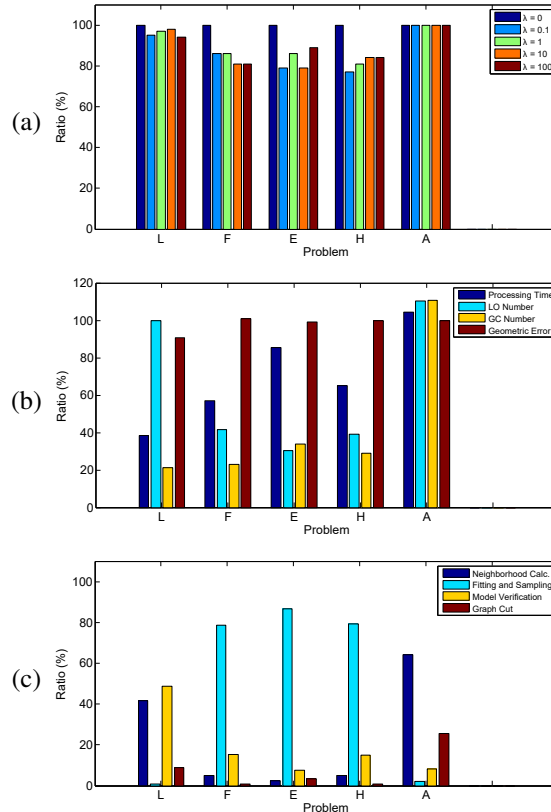 (a)
Ratio (%)
100
80
60
40
20
0
L F E H A
Problem
λ = 0
λ = 0.1
λ = 1
λ = 10
λ = 100
(b)
Ratio (%)
120
100
80
60
40
20
0
L F E H A
Problem
Processing Time
LO Number
GC Number
Geometric Error
(c)
Ratio (%)
100
80
60
40
20
0
L F E H A
Problem
Neighborhood Calc.
Fitting and Sampling
Model Verification
Graph Cut